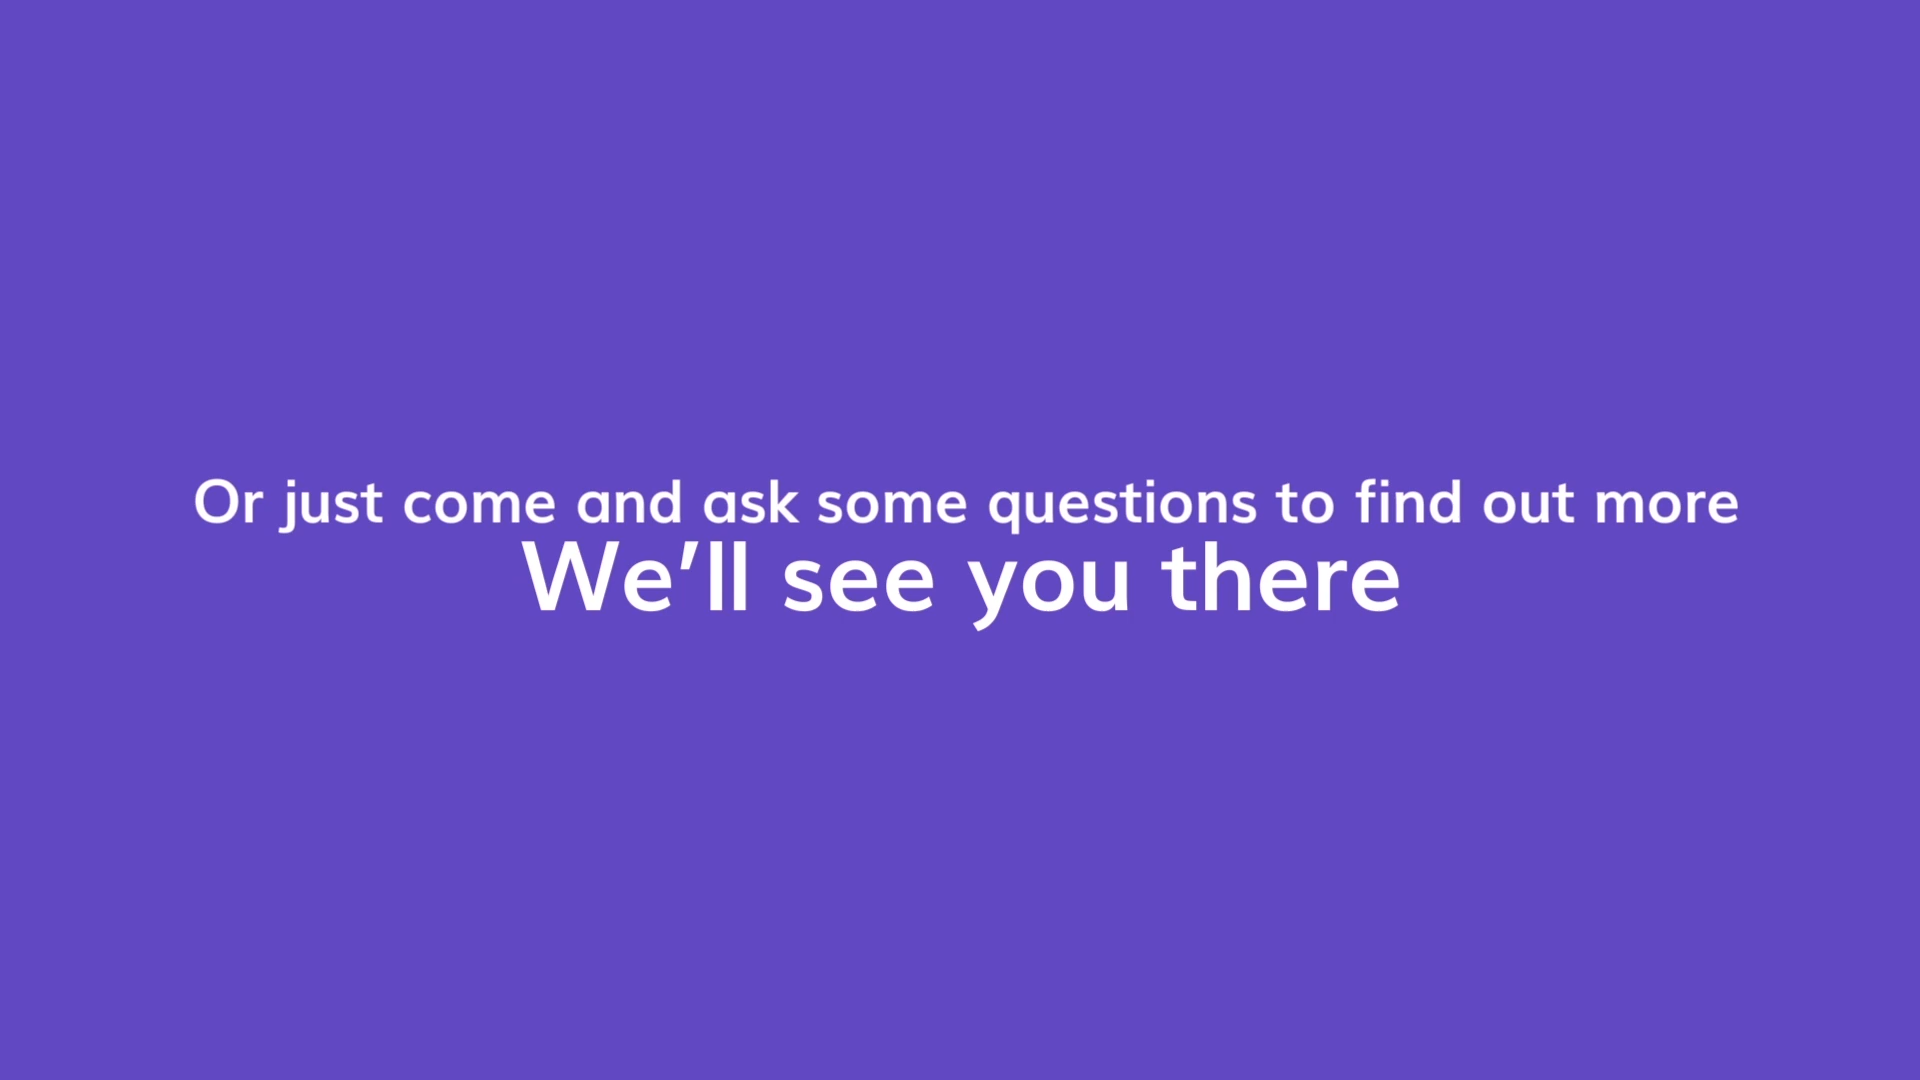 Or just come and ask some questions to find out more
We’ll see you there